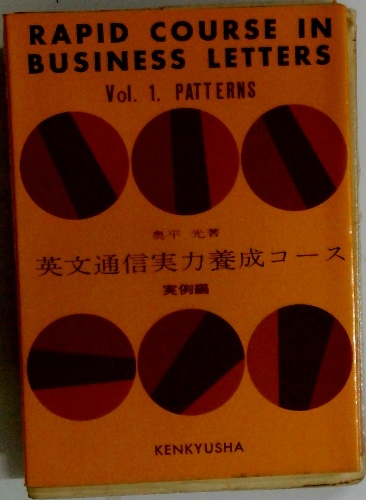 RAPID COURSE IN
BUSINESS LETTERS
Vol. 1. PATTERNS
奥平 光著
英文通信実力養成コース
実例編
KENKYUSHA